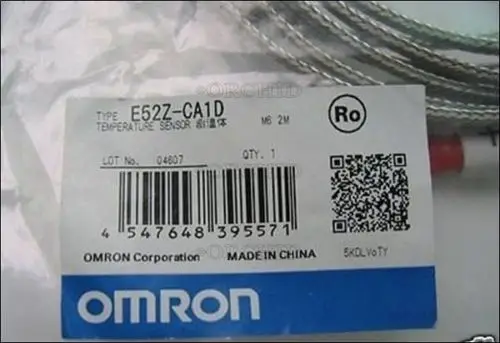 TYPE E52Z-CA1D
TEMPERATURE SENSOR 测温体 M6 2M
Ro
LOT No. 04607 QTY. 1
4 547648 395571
5KDLVoTY
OMRON Corporation MADE IN CHINA
OMRON